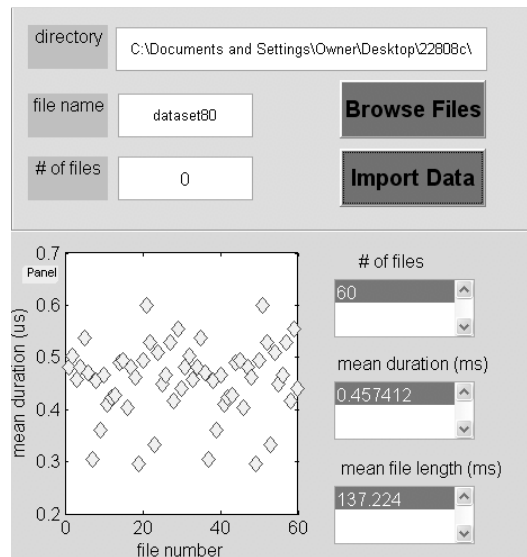 directory
C:\Documents and Settings\Owner\Desktop\22808c\
file name
dataset80
Browse Files
# of files
0
Import Data
Panel
mean duration (us)
0.7
0.6
0.5
0.4
0.3
0.2
0 20 40 60
file number
# of files
60
mean duration (ms)
0.457412
mean file length (ms)
137.224